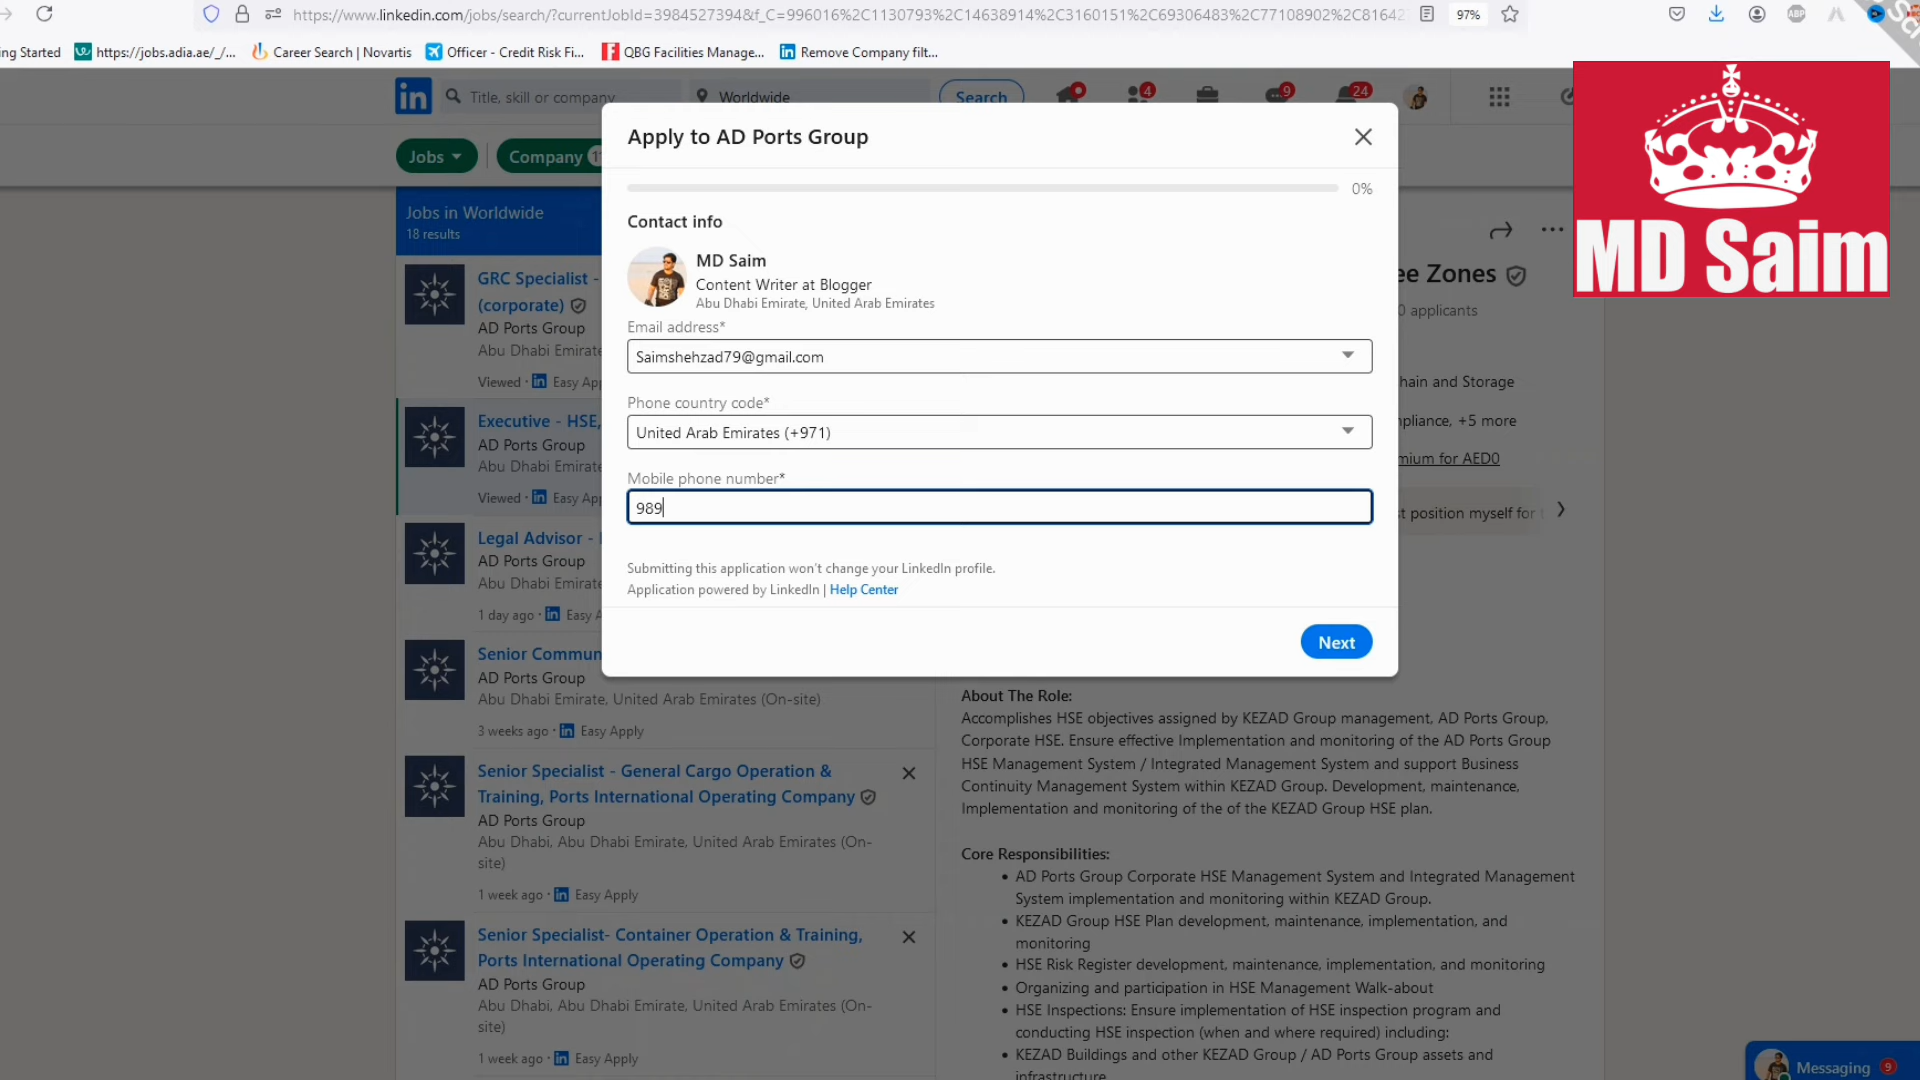 https://www.linkedin.com/jobs/search/?currentJobId=3984527394&f_C=996016%2C1130793%2C14638914%2C3160151%2C69306483%2C77108902%2C81642
97%
ng Started
https://jobs.adia.ae/_/...
Career Search | Novartis
Officer - Credit Risk Fi...
QBG Facilities Manage...
Remove Company filt...
Title, skill or company
Worldwide
Search
4
9
24
Jobs
Company
MD Saim
Jobs in Worldwide
18 results
Apply to AD Ports Group
0%
Contact info
MD Saim
Content Writer at Blogger
Abu Dhabi Emirate, United Arab Emirates
Email address*
Saimshehzad79@gmail.com
Phone country code*
United Arab Emirates (+971)
Mobile phone number*
989
Submitting this application won't change your LinkedIn profile.
Application powered by LinkedIn | Help Center
Next
GRC Specialist -
(corporate)
AD Ports Group
Abu Dhabi Emirate
Viewed · Easy App
Executive - HSE,
AD Ports Group
Abu Dhabi Emirate
Viewed · Easy App
Legal Advisor -
AD Ports Group
Abu Dhabi Emirate
1 day ago · Easy A
Senior Commun
AD Ports Group
Abu Dhabi Emirate, United Arab Emirates (On-site)
3 weeks ago · Easy Apply
Senior Specialist - General Cargo Operation &
Training, Ports International Operating Company
AD Ports Group
Abu Dhabi, Abu Dhabi Emirate, United Arab Emirates (On-
site)
1 week ago · Easy Apply
Senior Specialist- Container Operation & Training,
Ports International Operating Company
AD Ports Group
Abu Dhabi, Abu Dhabi Emirate, United Arab Emirates (On-
site)
1 week ago · Easy Apply
ee Zones
0 applicants
hain and Storage
pliance, +5 more
mium for AED0
t position myself for
About The Role:
Accomplishes HSE objectives assigned by KEZAD Group management, AD Ports Group,
Corporate HSE. Ensure effective Implementation and monitoring of the AD Ports Group
HSE Management System / Integrated Management System and support Business
Continuity Management System within KEZAD Group. Development, maintenance,
Implementation and monitoring of the of the KEZAD Group HSE plan.
Core Responsibilities:
• AD Ports Group Corporate HSE Management System and Integrated Management
System implementation and monitoring within KEZAD Group.
• KEZAD Group HSE Plan development, maintenance, implementation, and
monitoring
• HSE Risk Register development, maintenance, implementation, and monitoring
• Organizing and participation in HSE Management Walk-about
• HSE Inspections: Ensure implementation of HSE inspection program and
conducting HSE inspection (when and where required) including:
• KEZAD Buildings and other KEZAD Group / AD Ports Group assets and
infrastructure
Messaging
9